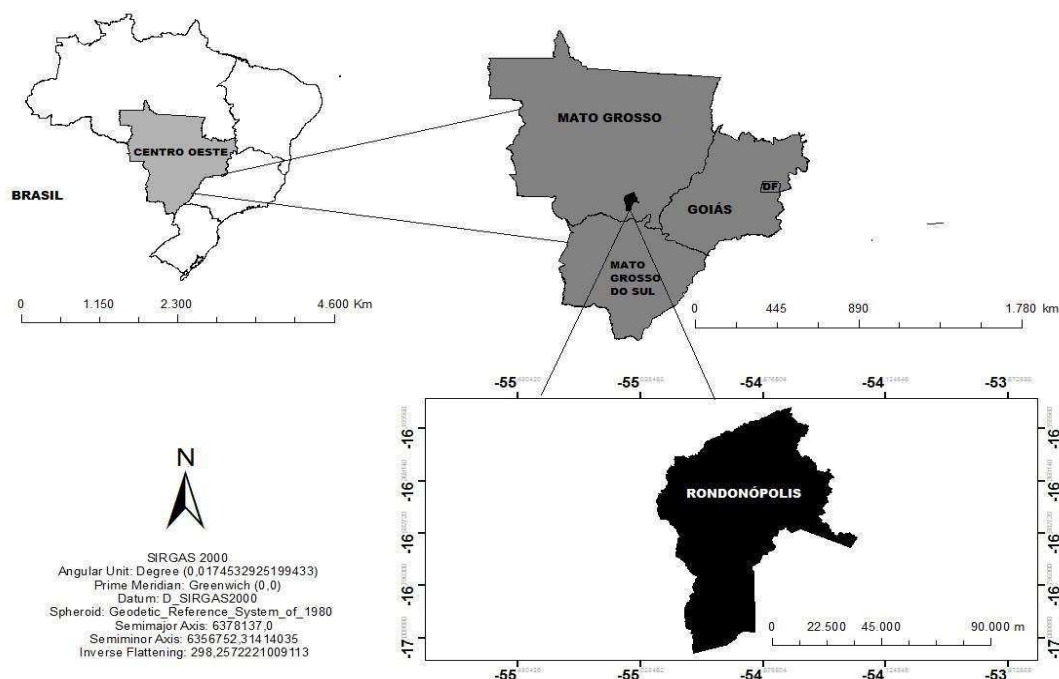 CENTRO OESTE
BRASIL
0 1.150 2.300 4.600 Km
MATO GROSSO
DF
GOIÁS
MATO
GROSSO
DO SUL
0 445 890 1.780 km
-55 -55 -54 -54 -53
-16
-16
-16
-16
-17
RONDONÓPOLIS
0 22.500 45.000 90.000 m
-16
-16
-16
-16
-17
-55 -55 -54 -54 -53
N
SIRGAS 2000
Angular Unit: Degree (0,0174532925199433)
Prime Meridian: Greenwich (0,0)
Datum: D_SIRGAS2000
Spheroid: Geodetic_Reference_System_of_1980
Semimajor Axis: 6378137,0
Semiminor Axis: 6356752,31414035
Inverse Flattening: 298,2572221009113